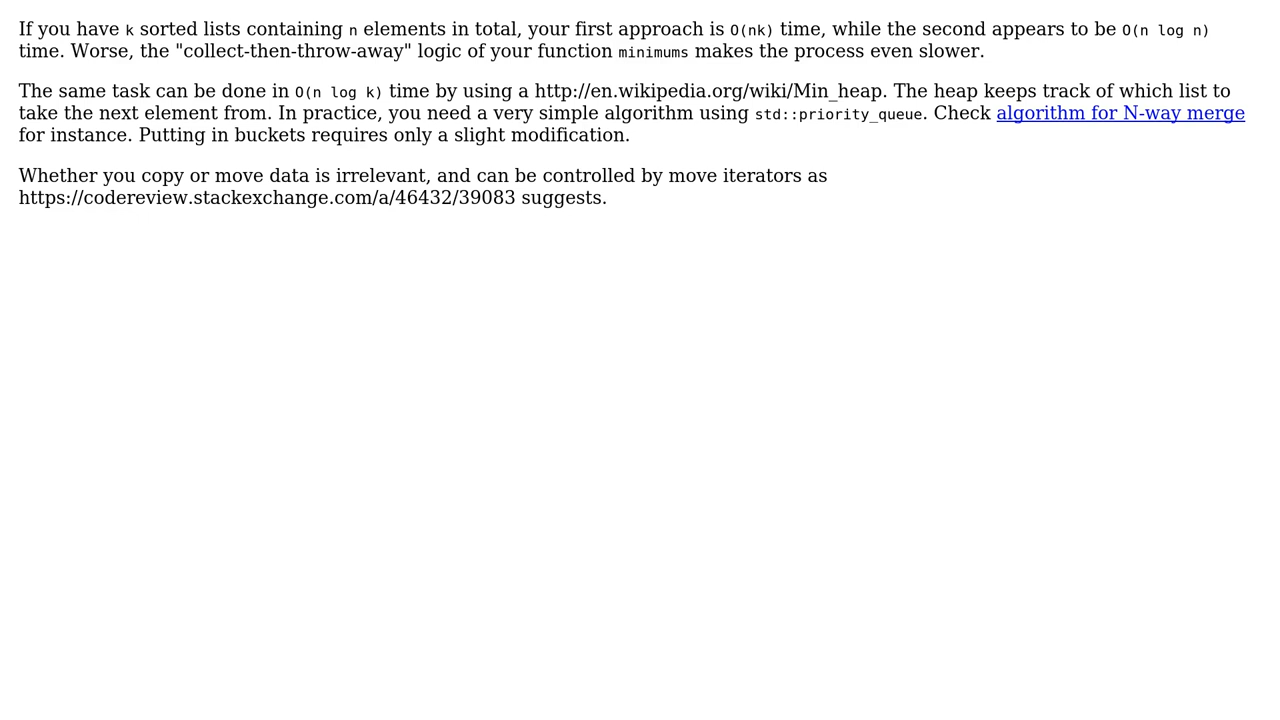 If you have k sorted lists containing n elements in total, your first approach is O(nk) time, while the second appears to be O(n log n)
time. Worse, the "collect-then-throw-away" logic of your function minimums makes the process even slower.
The same task can be done in O(n log k) time by using a http://en.wikipedia.org/wiki/Min_heap. The heap keeps track of which list to
take the next element from. In practice, you need a very simple algorithm using std::priority_queue. Check algorithm for N-way merge
for instance. Putting in buckets requires only a slight modification.
Whether you copy or move data is irrelevant, and can be controlled by move iterators as
https://codereview.stackexchange.com/a/46432/39083 suggests.